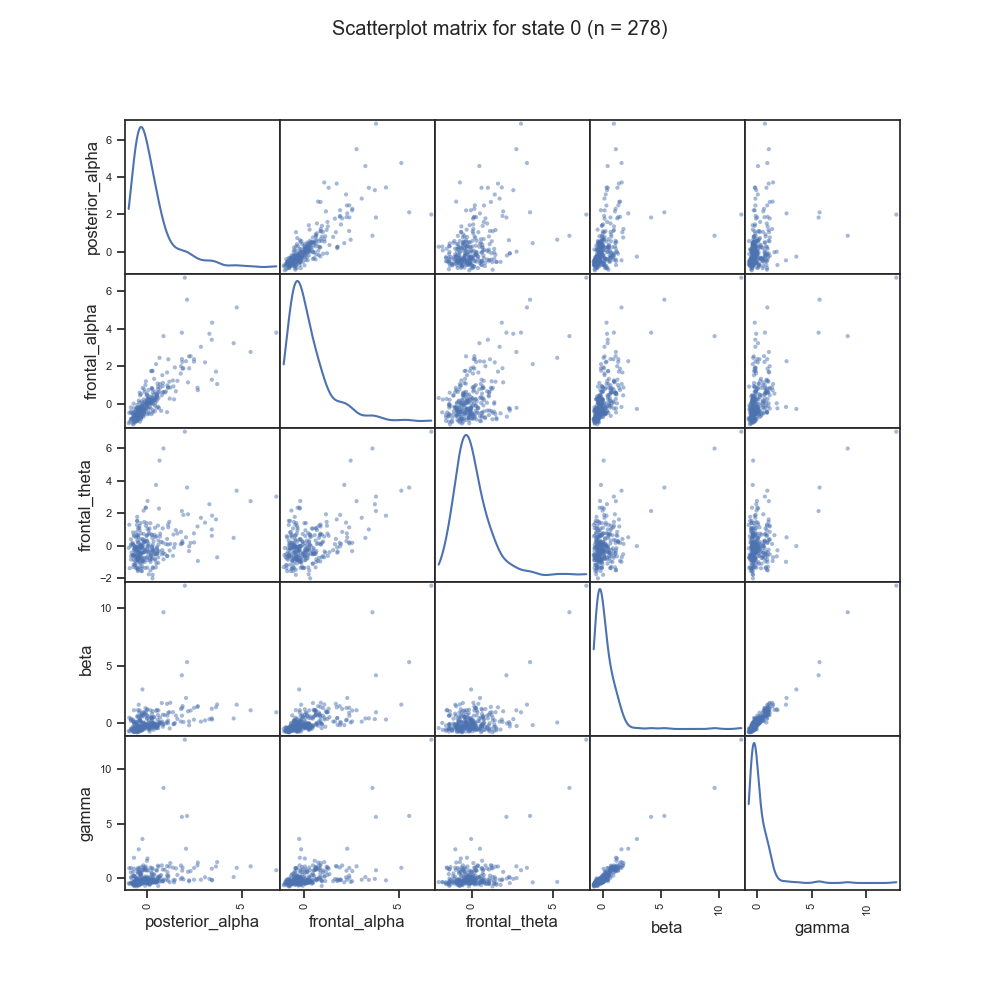 Scatterplot matrix for state 0 (n = 278)
posterior_alpha
6
4
2
0
frontal_alpha
6
4
2
0
frontal_theta
6
4
2
0
−2
beta
10
5
0
gamma
10
5
0
0 5 0 5 0 5 0 5 10 0 5 10
posterior_alpha frontal_alpha frontal_theta beta gamma